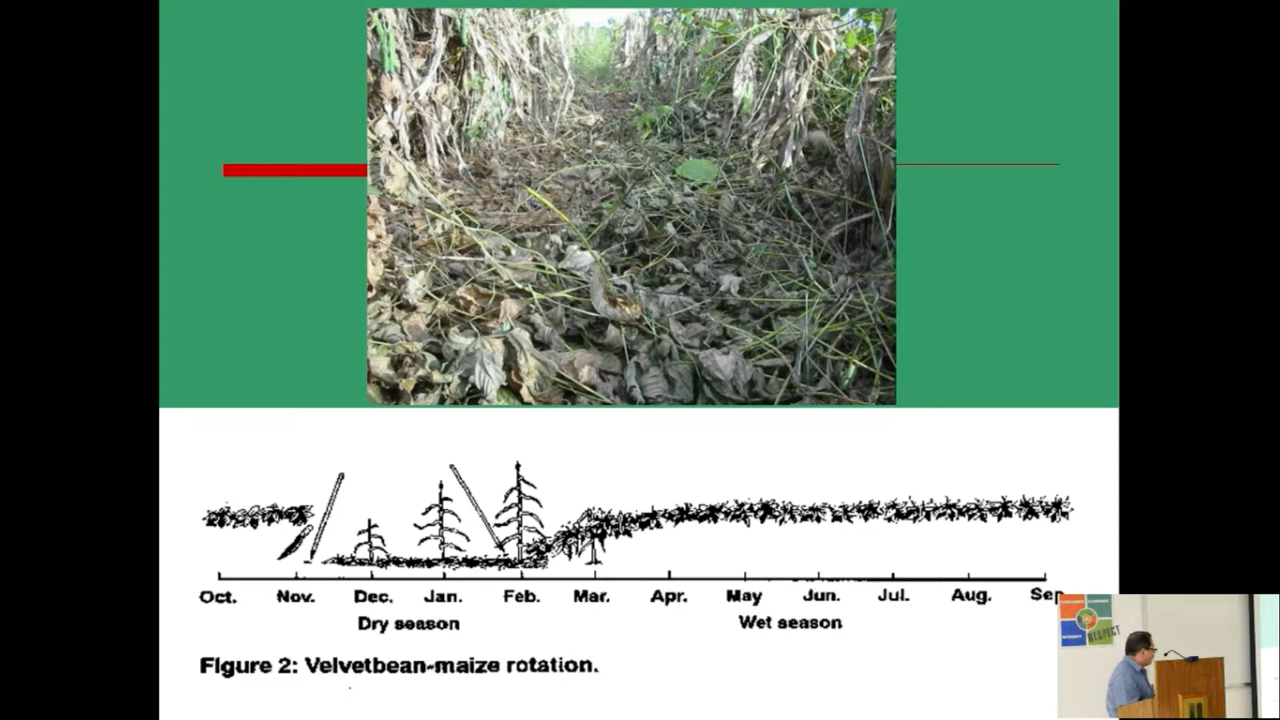 Oct. Nov. Dec. Jan. Feb. Mar. Apr. May Jun. Jul. Aug. Sep
Dry season Wet season
Figure 2: Velvetbean-maize rotation.
RESPECT